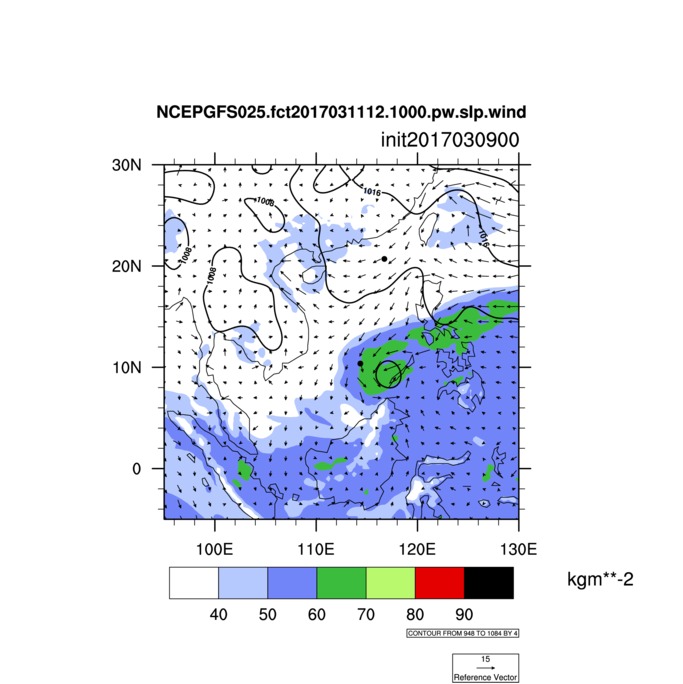 NCEPGFS025.fct2017031112.1000.pw.slp.wind
init2017030900
30N
1016
1008
1016
1008
20N
1008
10N
0
100E 110E 120E 130E
kgm**-2
40 50 60 70 80 90
CONTOUR FROM 948 TO 1084 BY 4
15
Reference Vector